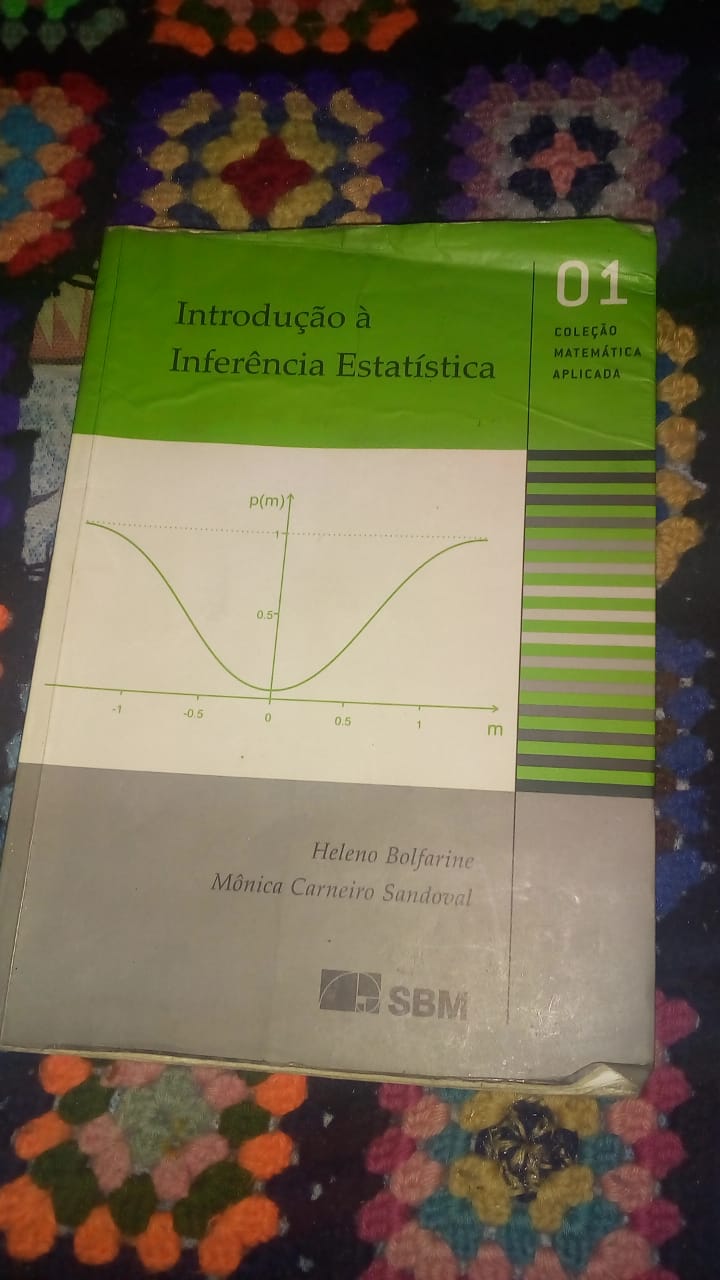 01
COLEÇÃO
MATEMÁTICA
APLICADA
Introdução à
Inferência Estatística
p(m)
1
0.5
-1
-0.5
0
0.5
1
m
Heleno Bolfarine
Mônica Carneiro Sandoval
SBM